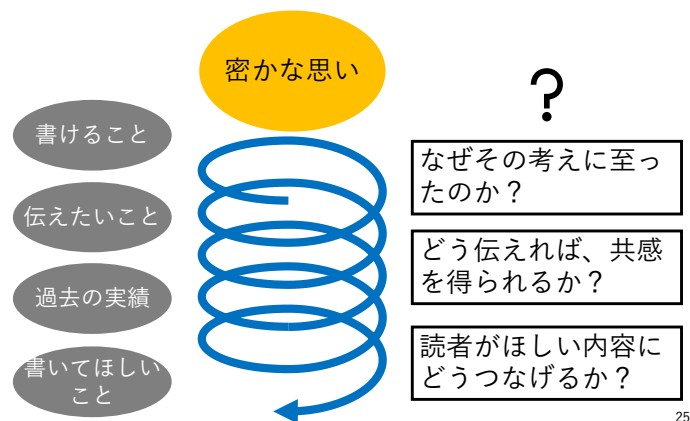 密かな思い
書けること
伝えたいこと
過去の実績
書いてほしい
こと
?
なぜその考えに至っ
たのか？
どう伝えれば、共感
を得られるか？
読者がほしい内容に
どうつなげるか？
25